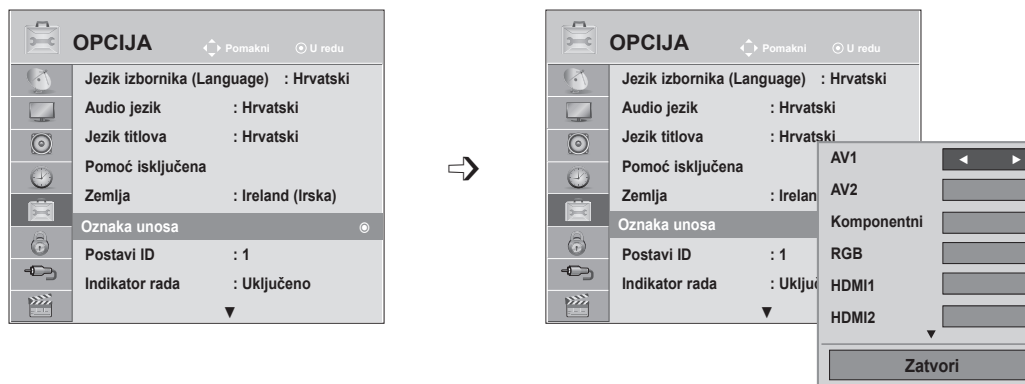 OPCIJA
Pomakni
U redu
Jezik izbornika (Language) : Hrvatski
Audio jezik : Hrvatski
Jezik titlova : Hrvatski
Pomoć isključena
Zemlja : Ireland (Irska)
Oznaka unosa
Postavi ID : 1
Indikator rada : Uključeno
OPCIJA
Pomakni
U redu
Jezik izbornika (Language) : Hrvatski
Audio jezik : Hrvatski
Jezik titlova : Hrvatski
Pomoć isključena
Zemlja : Irelan
Oznaka unosa
Postavi ID : 1
Indikator rada : Uključ
AV1
AV2
Komponentni
RGB
HDMI1
HDMI2
Zatvori